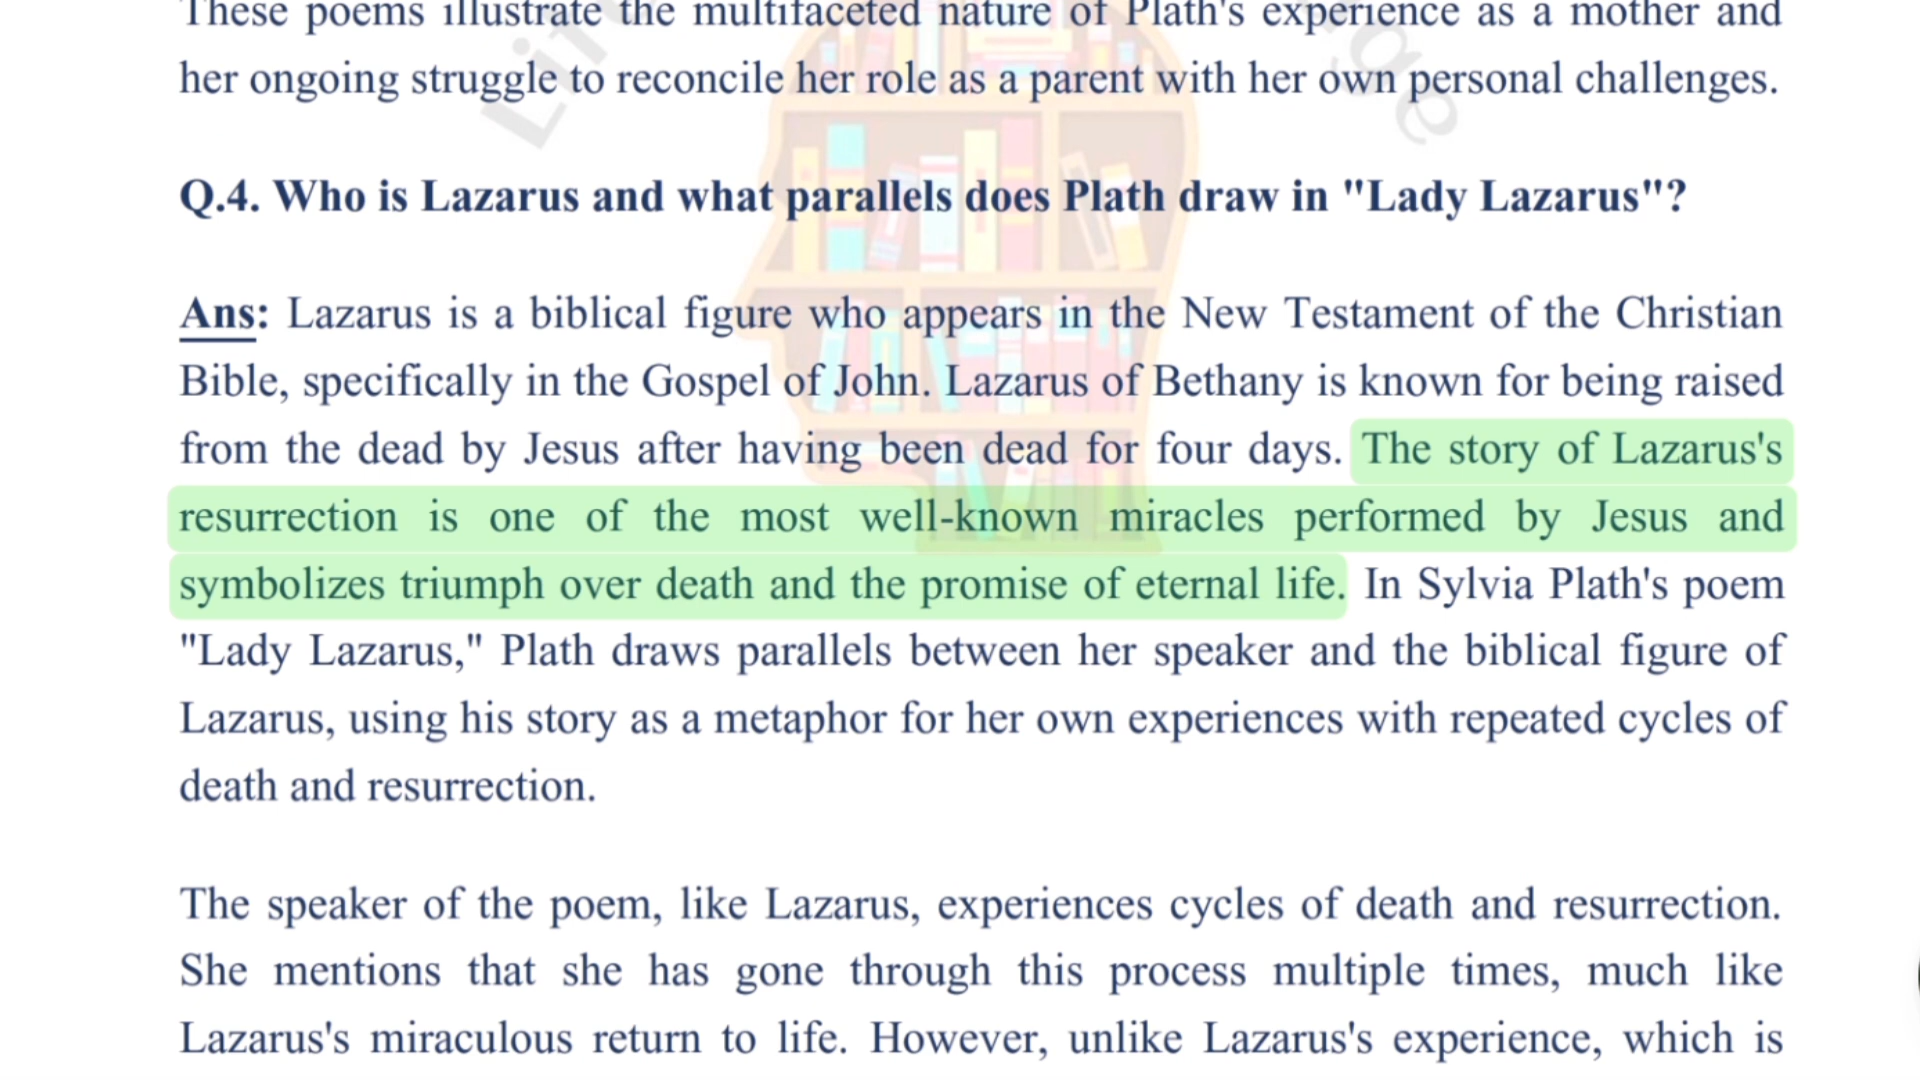 These poems illustrate the multifaceted nature of Plath's experience as a mother and
her ongoing struggle to reconcile her role as a parent with her own personal challenges.
Q.4. Who is Lazarus and what parallels does Plath draw in "Lady Lazarus"?
Ans: Lazarus is a biblical figure who appears in the New Testament of the Christian
Bible, specifically in the Gospel of John. Lazarus of Bethany is known for being raised
from the dead by Jesus after having been dead for four days. The story of Lazarus's
resurrection is one of the most well-known miracles performed by Jesus and
symbolizes triumph over death and the promise of eternal life. In Sylvia Plath's poem
"Lady Lazarus," Plath draws parallels between her speaker and the biblical figure of
Lazarus, using his story as a metaphor for her own experiences with repeated cycles of
death and resurrection.
The speaker of the poem, like Lazarus, experiences cycles of death and resurrection.
She mentions that she has gone through this process multiple times, much like
Lazarus's miraculous return to life. However, unlike Lazarus's experience, which is